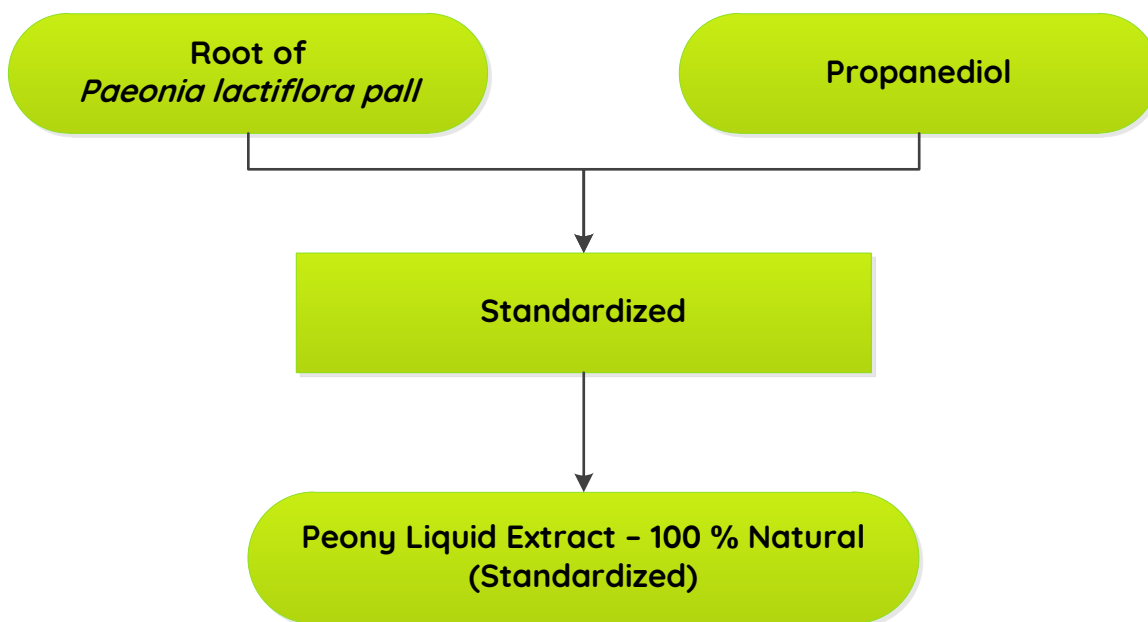 Root of
Paeonia lactiflora pall
Propanediol
Standardized
Peony Liquid Extract – 100 % Natural
(Standardized)